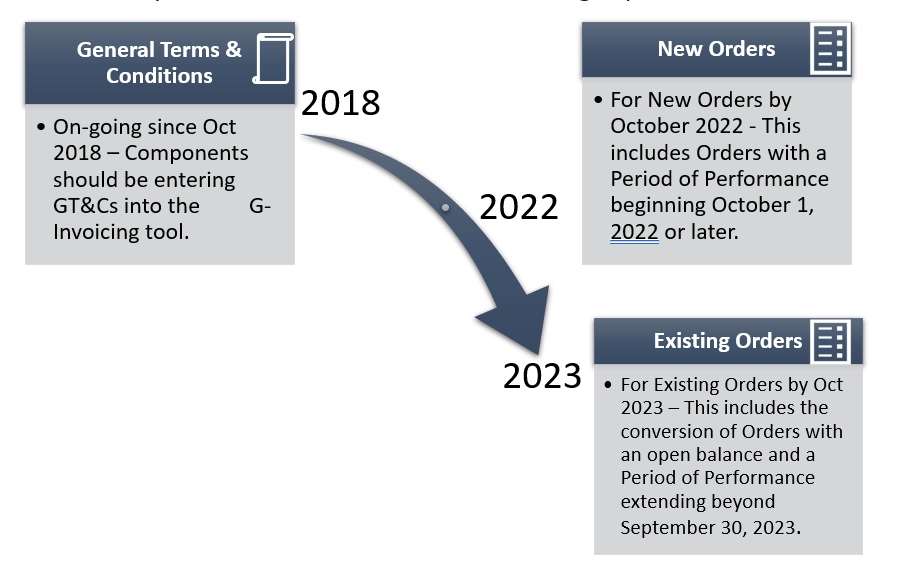 General Terms &
Conditions
• On-going since Oct
2018 – Components
should be entering
GT&Cs into the G-
Invoicing tool.
2018
2022
2023
New Orders
• For New Orders by
October 2022 - This
includes Orders with a
Period of Performance
beginning October 1,
2022 or later.
Existing Orders
• For Existing Orders by Oct
2023 – This includes the
conversion of Orders with
an open balance and a
Period of Performance
extending beyond
September 30, 2023.